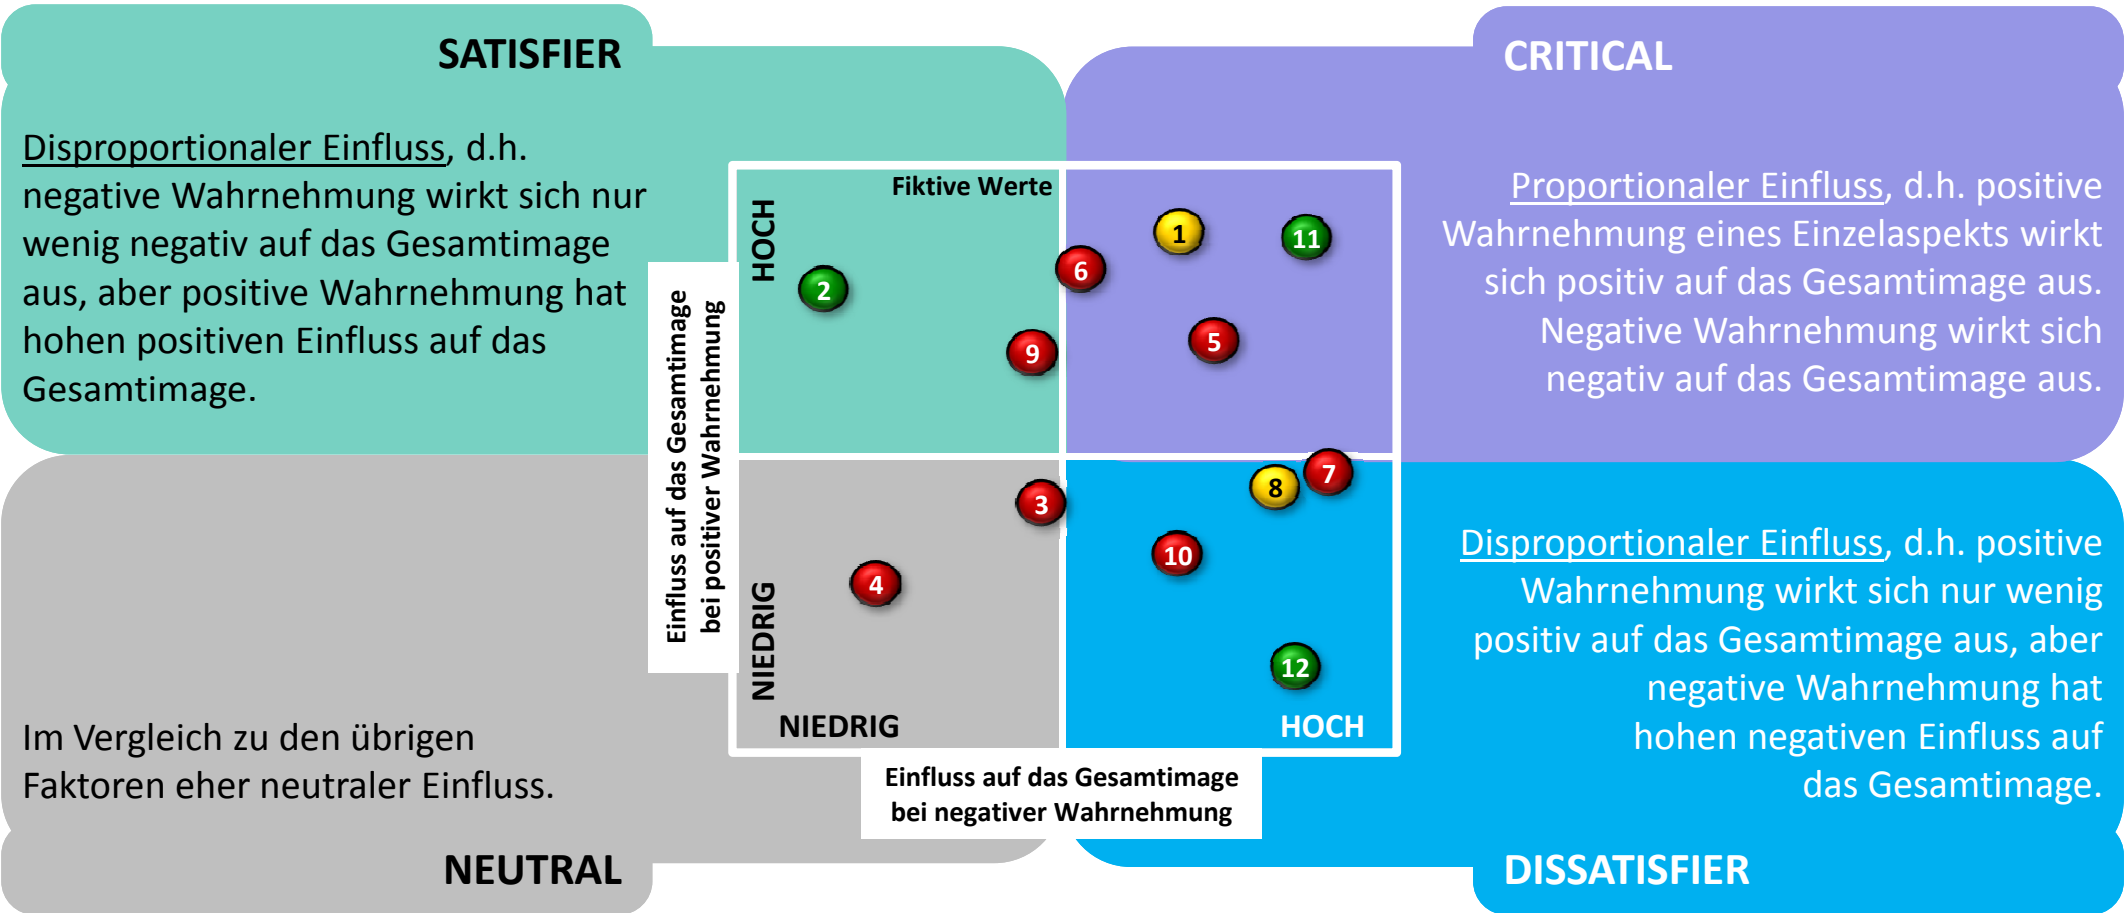 SATISFIER
Disproportionaler Einfluss, d.h.
negative Wahrnehmung wirkt sich nur
wenig negativ auf das Gesamtimage
aus, aber positive Wahrnehmung hat
hohen positiven Einfluss auf das
Gesamtimage.
CRITICAL
Proportionaler Einfluss, d.h. positive
Wahrnehmung eines Einzelaspekts wirkt
sich positiv auf das Gesamtimage aus.
Negative Wahrnehmung wirkt sich
negativ auf das Gesamtimage aus.
Fiktive Werte
HOCH
NIEDRIG
Einfluss auf das Gesamtimage
bei positiver Wahrnehmung
1
11
6
2
5
9
7
8
3
10
4
12
NIEDRIG
HOCH
Einfluss auf das Gesamtimage
bei negativer Wahrnehmung
Im Vergleich zu den übrigen
Faktoren eher neutraler Einfluss.
NEUTRAL
Disproportionaler Einfluss, d.h. positive
Wahrnehmung wirkt sich nur wenig
positiv auf das Gesamtimage aus, aber
negative Wahrnehmung hat
hohen negativen Einfluss auf
das Gesamtimage.
DISSATISFIER